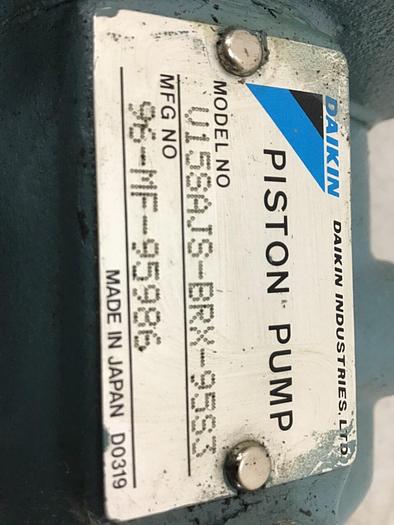 DAIKIN DAIKIN INDUSTRIES, LTD
PISTON PUMP
MODEL NO
V15SAJS-BRX-95S3
MFG NO
96-MF-95986
MADE IN JAPAN D0319